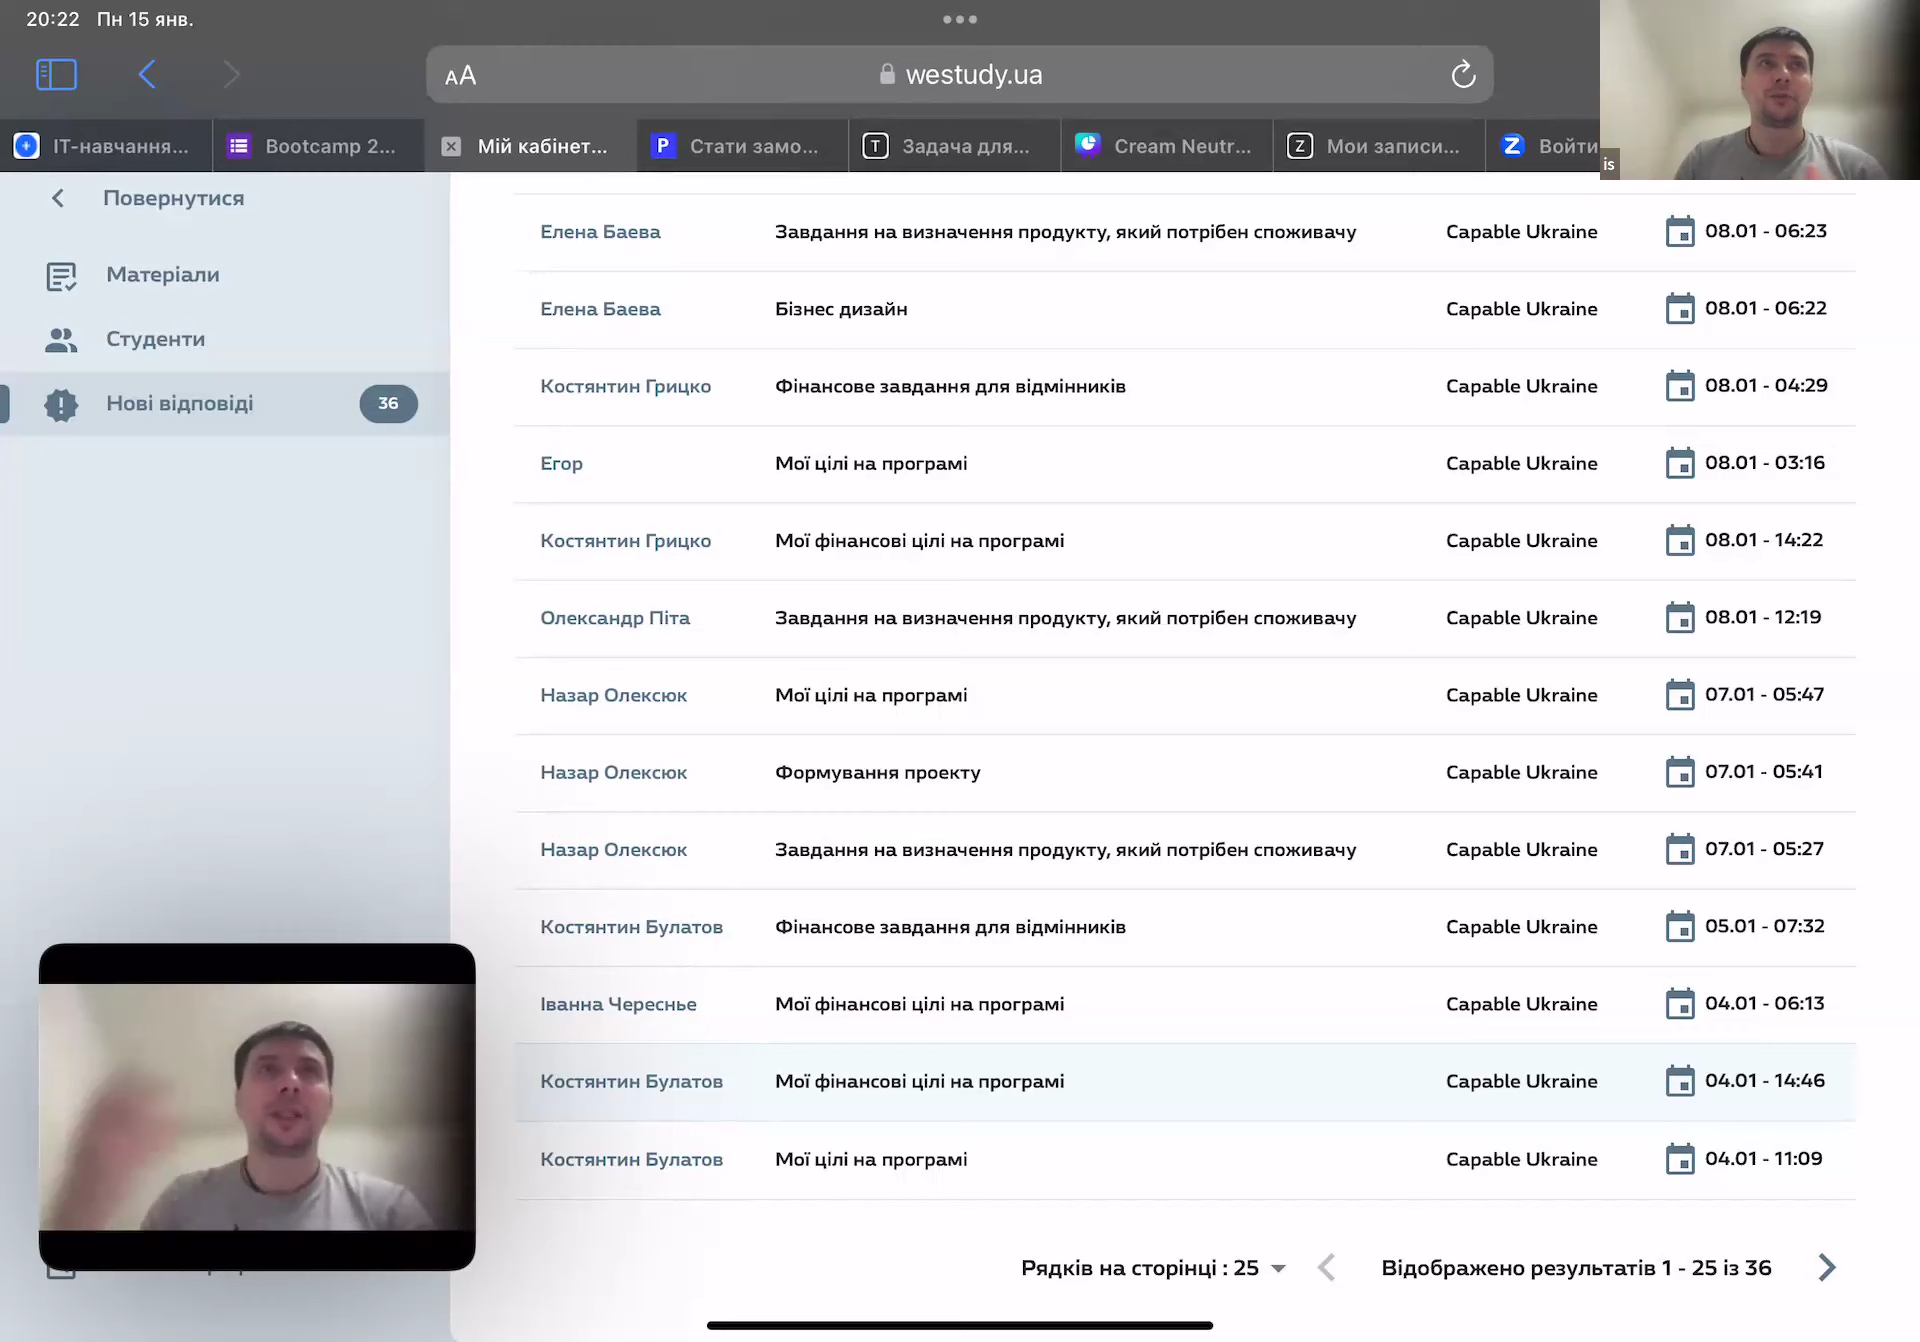 20:22 Пн 15 янв.
AA westudy.ua
IT-навчання... Bootcamp 2... Мій кабінет... Стати замо... Задача для... Cream Neutr... Мои записи... Войти
is
Повернутися
Матеріали
Студенти
Нові відповіді 36
Елена Баева Завдання на визначення продукту, який потрібен споживачу Capable Ukraine 08.01 - 06:23
Елена Баева Бізнес дизайн Capable Ukraine 08.01 - 06:22
Костянтин Грицко Фінансове завдання для відмінників Capable Ukraine 08.01 - 04:29
Егор Мої цілі на програмі Capable Ukraine 08.01 - 03:16
Костянтин Грицко Мої фінансові цілі на програмі Capable Ukraine 08.01 - 14:22
Олександр Піта Завдання на визначення продукту, який потрібен споживачу Capable Ukraine 08.01 - 12:19
Назар Олексюк Мої цілі на програмі Capable Ukraine 07.01 - 05:47
Назар Олексюк Формування проекту Capable Ukraine 07.01 - 05:41
Назар Олексюк Завдання на визначення продукту, який потрібен споживачу Capable Ukraine 07.01 - 05:27
Костянтин Булатов Фінансове завдання для відмінників Capable Ukraine 05.01 - 07:32
Іванна Череснье Мої фінансові цілі на програмі Capable Ukraine 04.01 - 06:13
Костянтин Булатов Мої фінансові цілі на програмі Capable Ukraine 04.01 - 14:46
Костянтин Булатов Мої цілі на програмі Capable Ukraine 04.01 - 11:09
Рядків на сторінці : 25 Відображено результатів 1 - 25 із 36